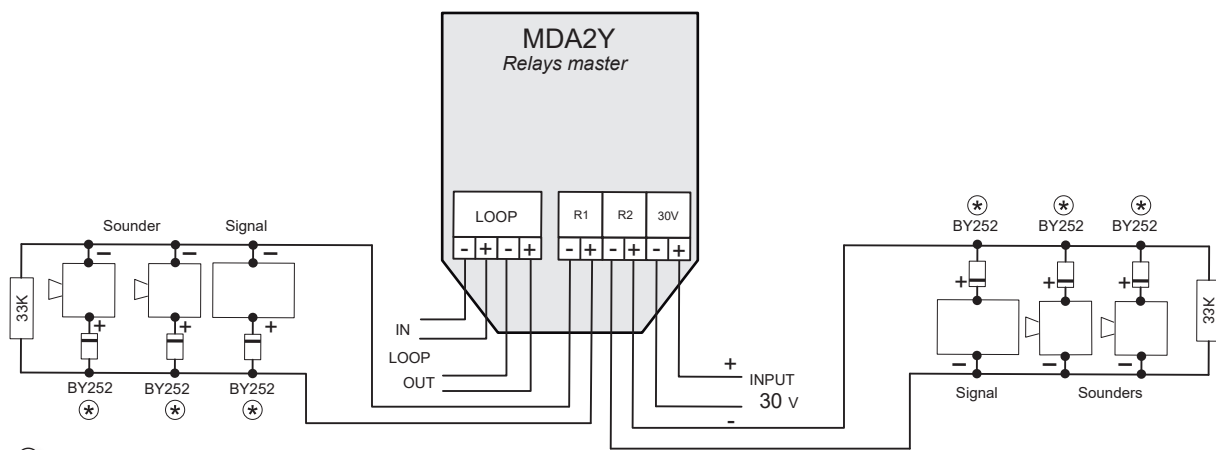 MDA2Y
Relays master
LOOP R1 R2 30V
- + - + - + - + - +
Sounder Signal
- - -
33K
+ + +
BY252 BY252 BY252
* * *
IN
LOOP
OUT
+
INPUT
30 V
-
* * *
BY252 BY252 BY252
+ + +
33K
- - -
Signal Sounders